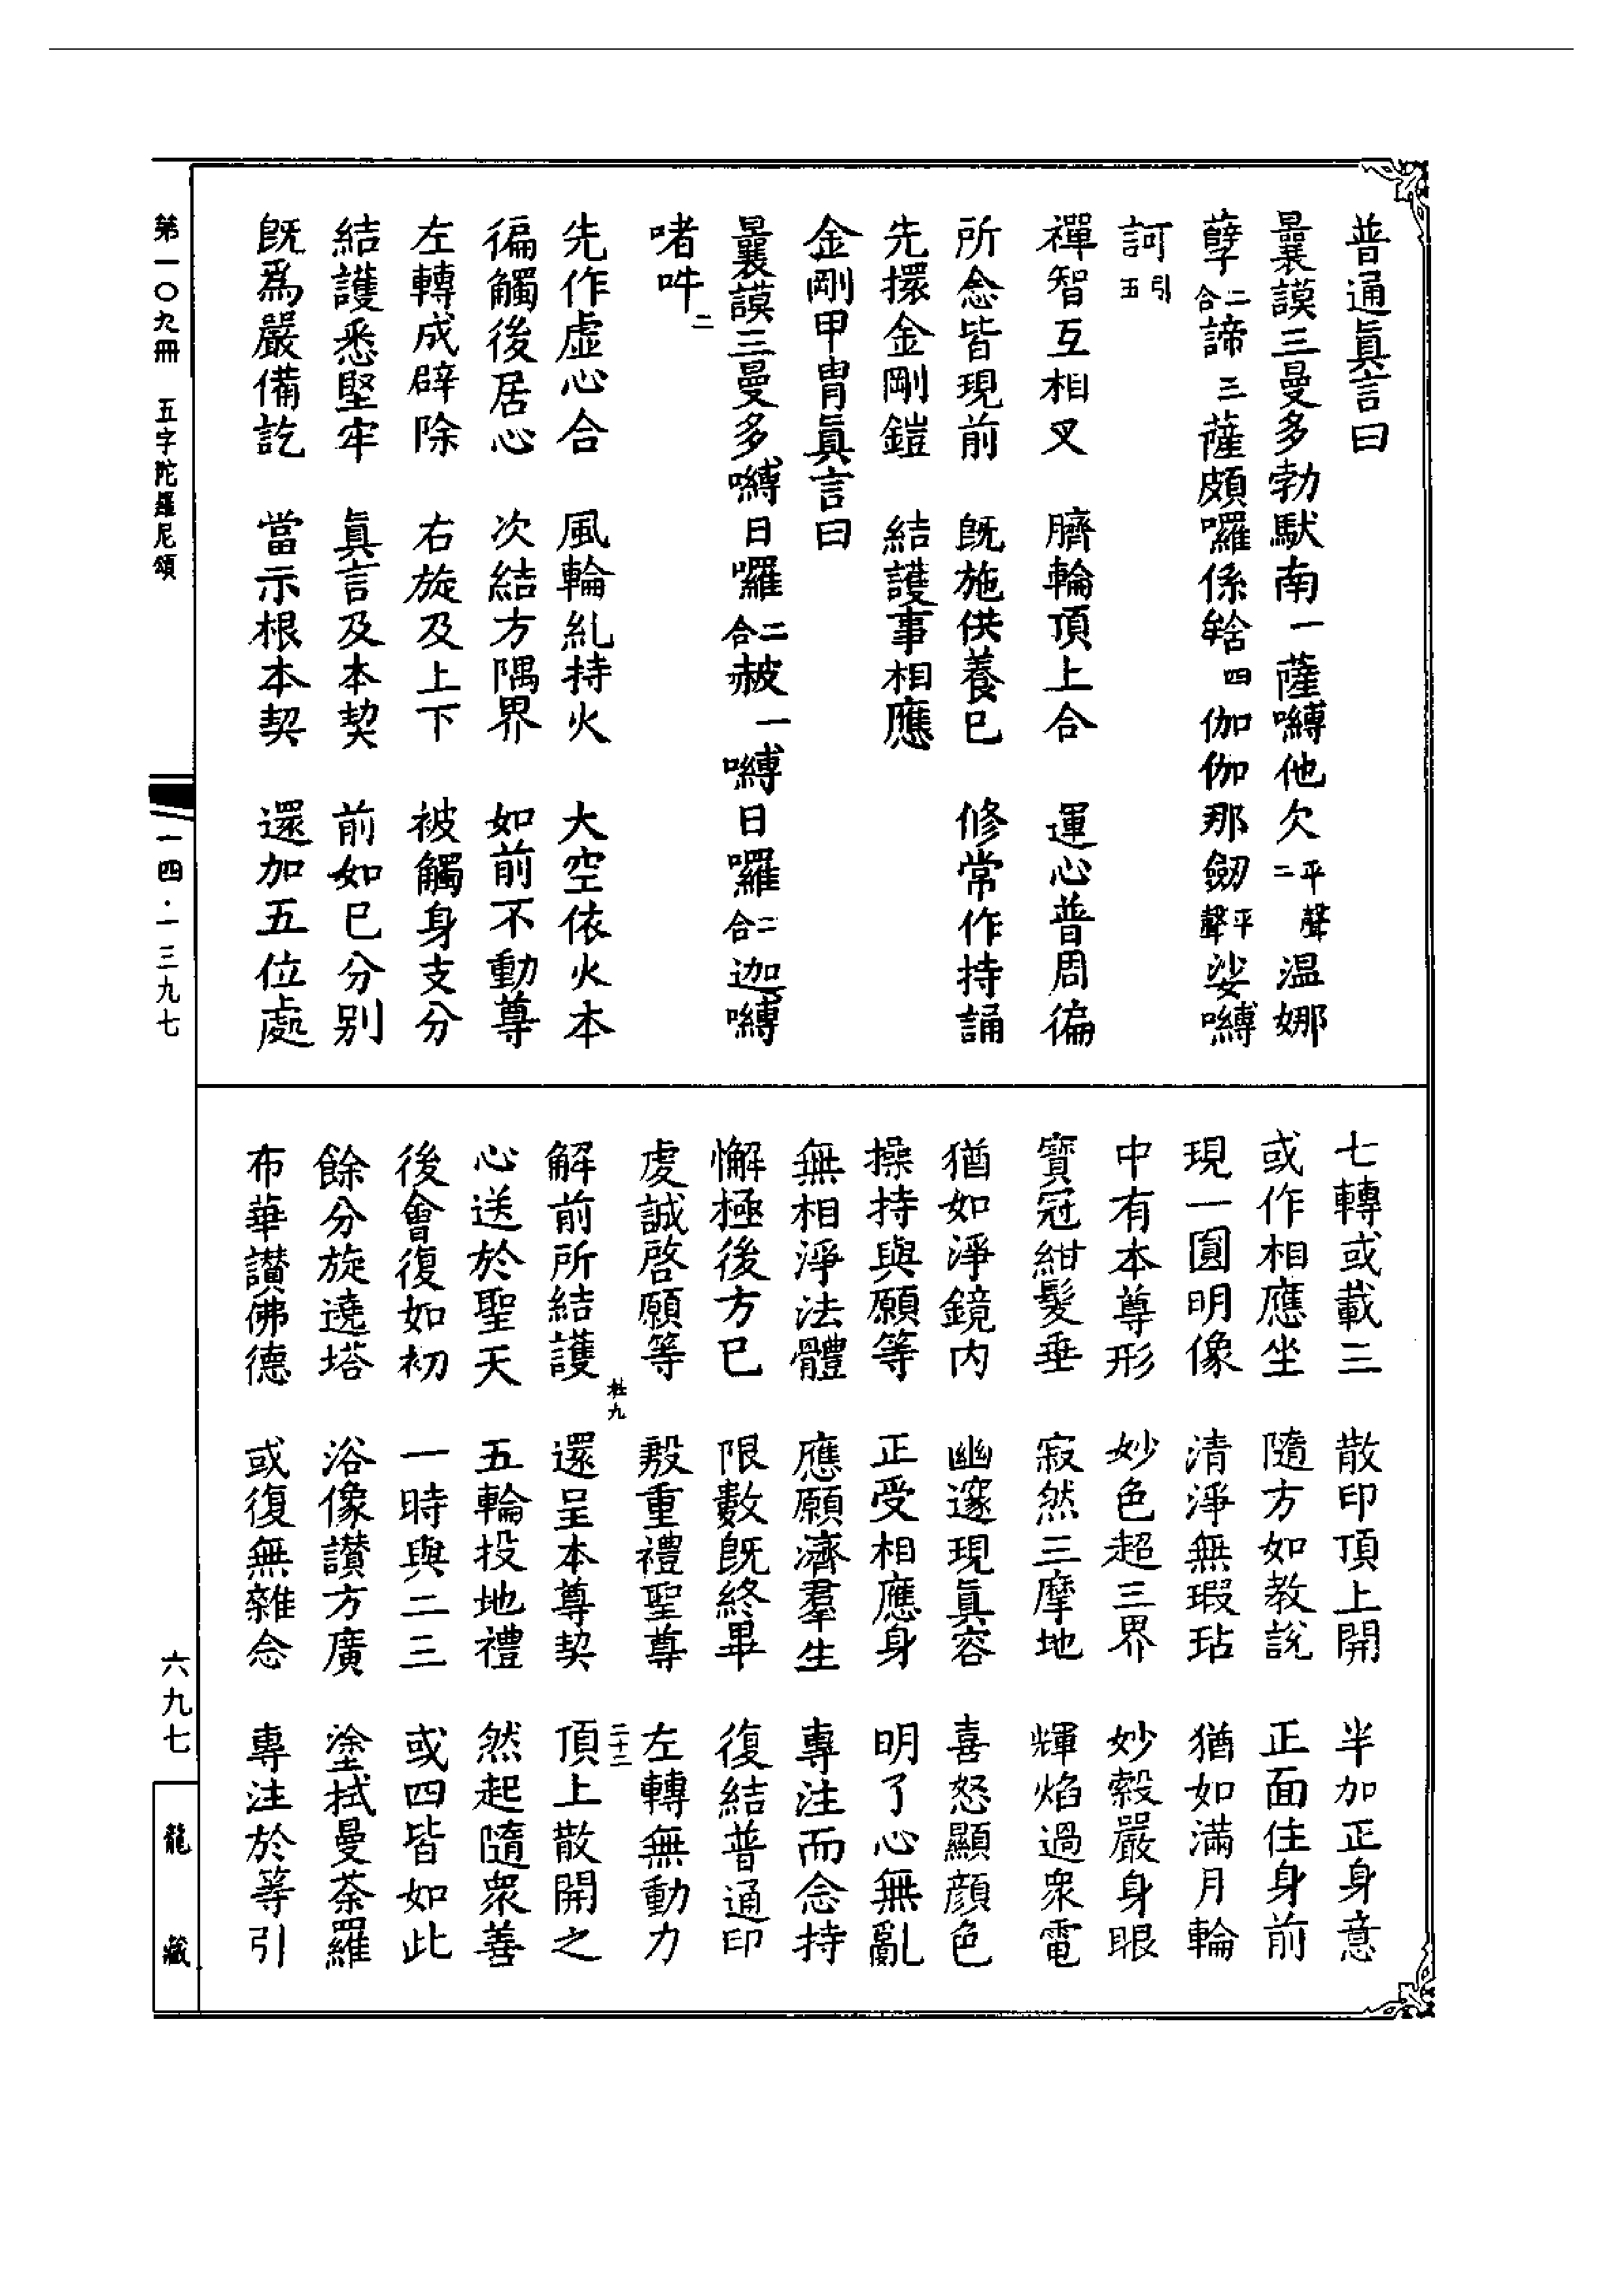 普通眞言曰
曩謨三曼多勃馱南一薩嚩他欠平聲二溫娜
孽二合諦三薩頗囉係𤚥四伽伽那劒平聲娑嚩
訶引五
禪智互相叉　臍輪頂上合　運心普周徧
所念皆現前　旣施供養已　修常作持誦
先擐金剛鎧　結護事相應
金剛甲冑眞言曰
曩謨三曼多嚩日囉二合赧一嚩日囉二合迦嚩
啫吽二
先作虛心合　風輪糺持火　大空依火本
徧觸後居心　次結方隅界　如前不動尊
左轉成辟除　右旋及上下　被觸身支分
結護悉堅牢　眞言及本契　前如已分別
旣爲嚴備訖　當示根本契　還加五位處
七轉或載三　散印頂上開　半加正身意
或作相應坐　隨方如教說　正面住身前
現一圓明像　清淨無瑕玷　猶如滿月輪
中有本尊形　妙色超三界　妙縠嚴身眼
寶冠紺髮垂　寂然三摩地　輝焰過衆電
猶如淨鏡內　幽邃現眞容　喜怒顯顏色
操持與願等　正受相應身　明了心無亂
無相淨法體　應願濟羣生　專注而念持
懈極後方已　限數旣終畢　復結普通印
虔誠啓願等　慇重禮聖尊　左轉無動力
杜九　二十二
解前所結護　還呈本尊契　頂上散開之
心送於聖天　五輪投地禮　然起隨衆善
後會復如初　一時與二三　或四皆如此
餘分旋遶塔　浴像讚方廣　塗拭曼荼羅
布華讃佛德　或復無雜念　專注於等引
第一〇九冊　五字陀羅尼頌
一四·一三九七
六九七
龍藏